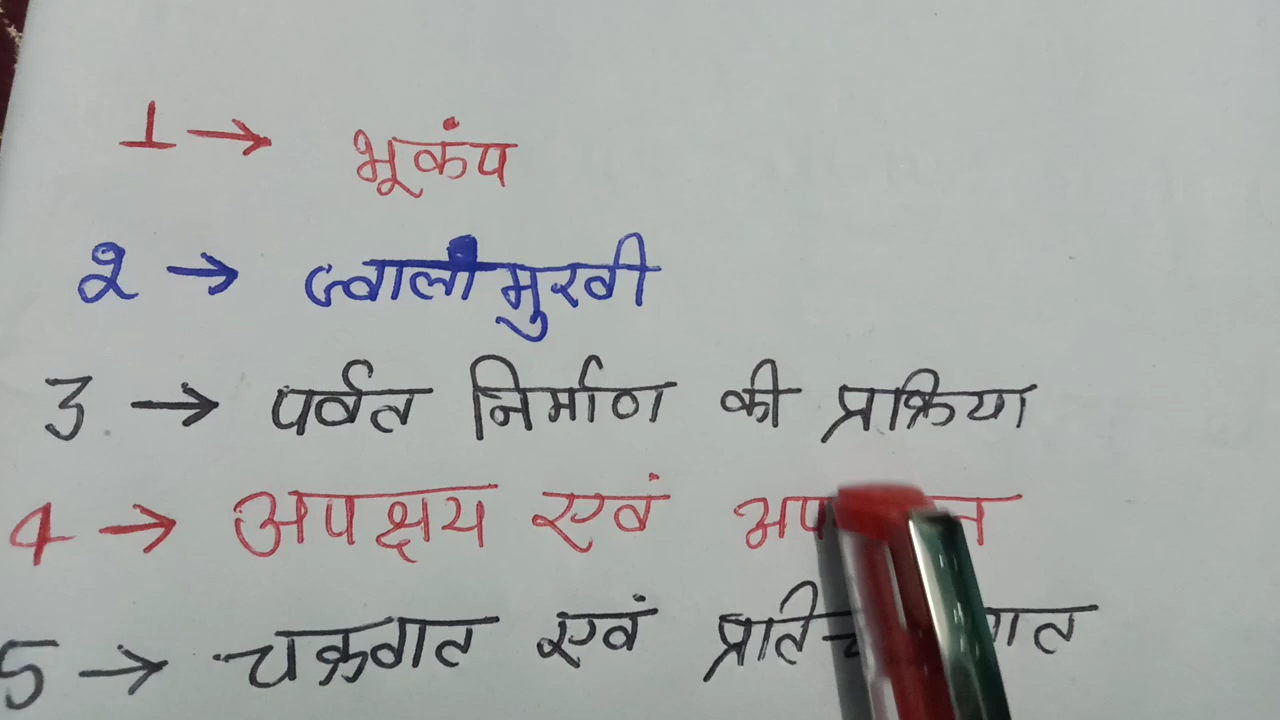 1 → भूकंप
2 → ज्वालामुखी
3 → पर्वत निर्माण की प्रक्रिया
4 → अपक्षय एवं
5 → चक्रवात एवं